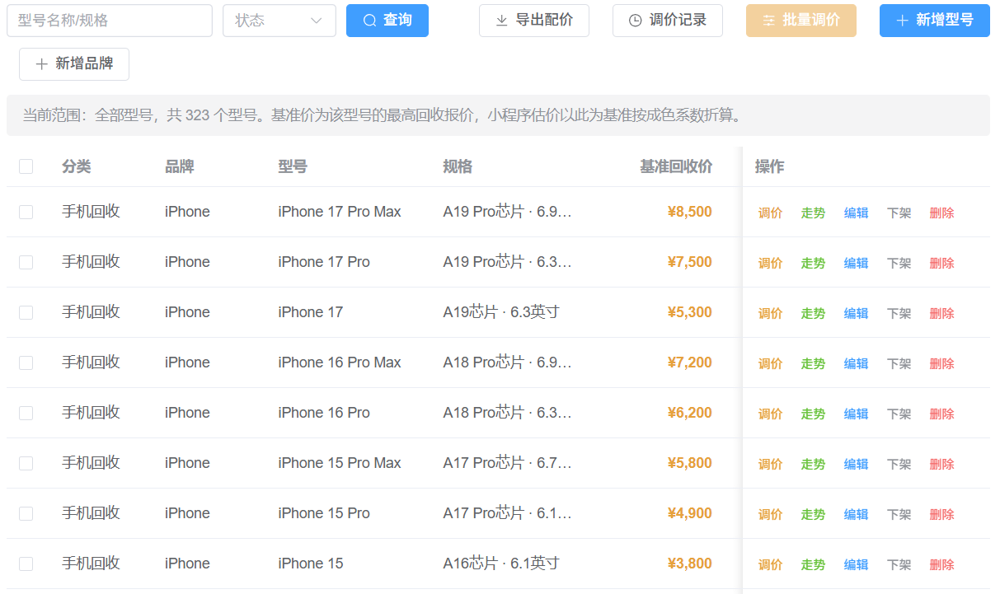 型号名称/规格 状态 查询 导出配价 调价记录 批量调价 新增型号
新增品牌
当前范围：全部型号，共 323 个型号。基准价为该型号的最高回收报价，小程序估价以此为基准按成色系数折算。
分类 品牌 型号 规格 基准回收价 操作
手机回收 iPhone iPhone 17 Pro Max A19 Pro芯片 · 6.9... ¥8,500 调价 走势 编辑 下架 删除
手机回收 iPhone iPhone 17 Pro A19 Pro芯片 · 6.3... ¥7,500 调价 走势 编辑 下架 删除
手机回收 iPhone iPhone 17 A19芯片 · 6.3英寸 ¥5,300 调价 走势 编辑 下架 删除
手机回收 iPhone iPhone 16 Pro Max A18 Pro芯片 · 6.9... ¥7,200 调价 走势 编辑 下架 删除
手机回收 iPhone iPhone 16 Pro A18 Pro芯片 · 6.3... ¥6,200 调价 走势 编辑 下架 删除
手机回收 iPhone iPhone 15 Pro Max A17 Pro芯片 · 6.7... ¥5,800 调价 走势 编辑 下架 删除
手机回收 iPhone iPhone 15 Pro A17 Pro芯片 · 6.1... ¥4,900 调价 走势 编辑 下架 删除
手机回收 iPhone iPhone 15 A16芯片 · 6.1英寸 ¥3,800 调价 走势 编辑 下架 删除